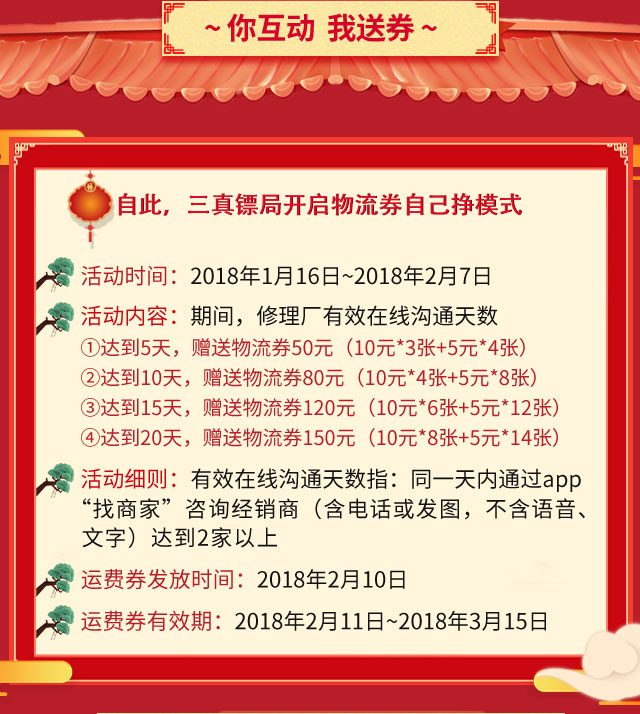 ~你互动 我送券~
自此，三真镖局开启物流券自己挣模式
活动时间：2018年1月16日~2018年2月7日
活动内容：期间，修理厂有效在线沟通天数
①达到5天，赠送物流券50元（10元*3张+5元*4张）
②达到10天，赠送物流券80元（10元*4张+5元*8张）
③达到15天，赠送物流券120元（10元*6张+5元*12张）
④达到20天，赠送物流券150元（10元*8张+5元*14张）
活动细则：有效在线沟通天数指：同一天内通过app
“找商家”咨询经销商（含电话或发图，不含语音、
文字）达到2家以上
运费券发放时间：2018年2月10日
运费券有效期：2018年2月11日~2018年3月15日